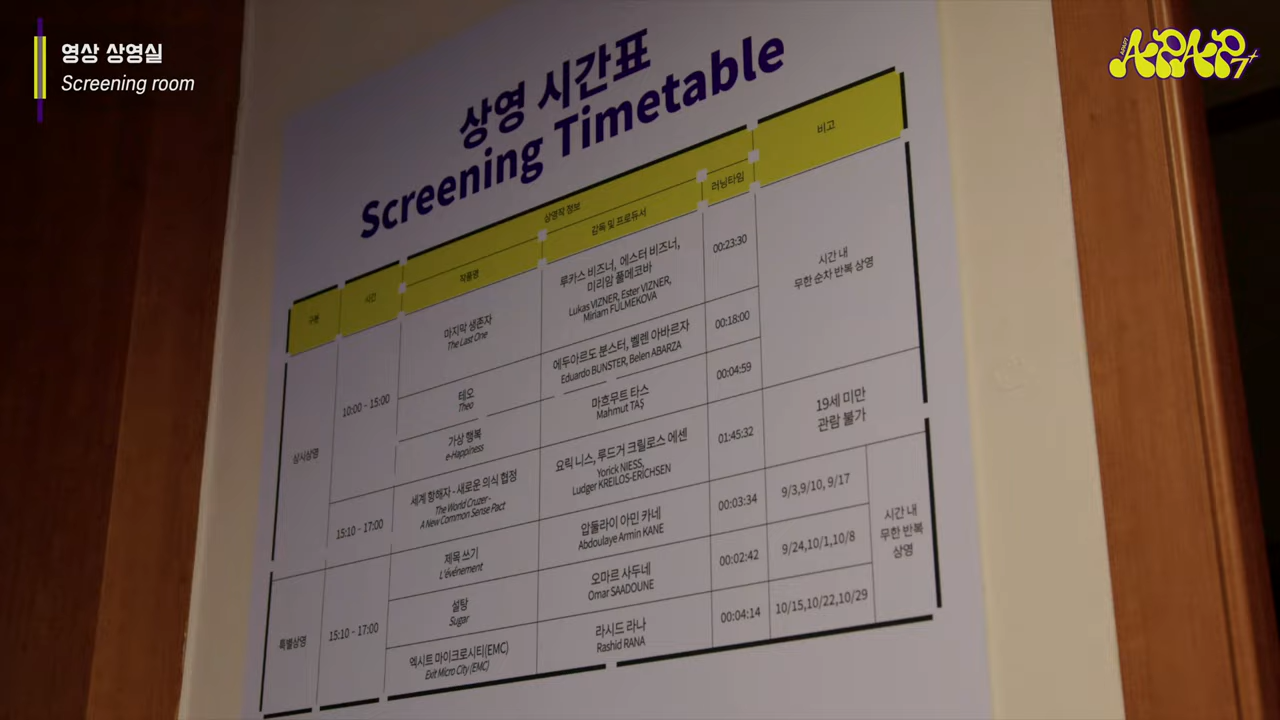 영상 상영실
Screening room
APAP7
APAP7+
상영 시간표
Screening Timetable
구분
시간
상영작 정보
작품명
감독 및 프로듀서
러닝타임
비고
상시상영
10:00 - 15:00
마지막 생존자
The Last One
루카스 비즈너, 에스터 비즈너,
미리암 풀메코바
Lukas VIZNER, Ester VIZNER,
Miriam FULMEKOVA
00:23:30
시간 내
무한 순차 반복 상영
테오
Theo
에두아르도 분스터, 벨렌 아바르자
Eduardo BUNSTER, Belen ABARZA
00:18:00
가상 행복
e-Happiness
마흐무트 타스
Mahmut TAŞ
00:04:59
15:10 - 17:00
세계 항해자 - 새로운 의식 협정
The World Cruzer -
A New Common Sense Pact
요릭 니스, 루드거 크릴로스 에센
Yorick NIESS,
Ludger KREILOS-ERICHSEN
01:45:32
19세 미만
관람 불가
특별상영
15:10 - 17:00
제목 쓰기
L'événement
압둘라이 아민 카네
Abdoulaye Armin KANE
00:03:34
9/3,9/10, 9/17
시간 내
무한 반복
상영
설탕
Sugar
오마르 사두네
Omar SAADOUNE
00:02:42
9/24,10/1,10/8
엑시트 마이크로시티(EMC)
Exit Micro City (EMC)
라시드 라나
Rashid RANA
00:04:14
10/15,10/22,10/29